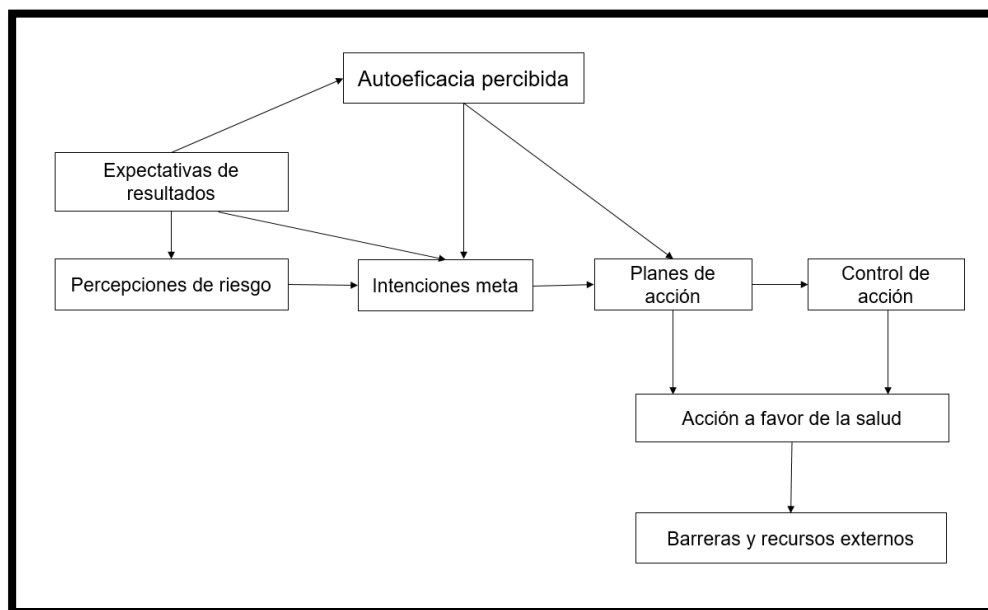 Autoeficacia percibida
Expectativas de
resultados
Percepciones de riesgo
Intenciones meta
Planes de
acción
Control de
acción
Acción a favor de la salud
Barreras y recursos externos